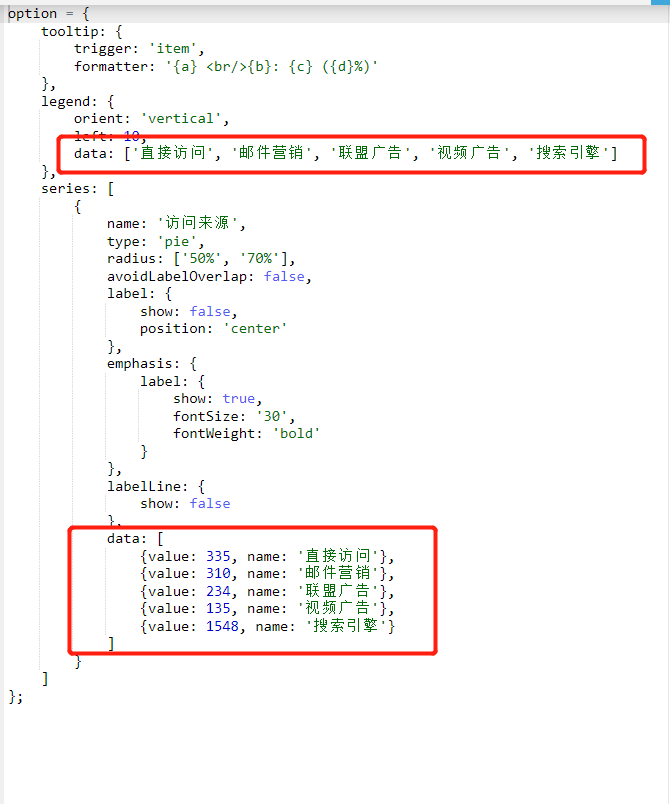 option = {
tooltip: {
trigger: 'item',
formatter: '{a} <br/>{b}: {c} ({d}%)'
},
legend: {
orient: 'vertical',
left: 10,
data: ['直接访问', '邮件营销', '联盟广告', '视频广告', '搜索引擎']
},
series: [
{
name: '访问来源',
type: 'pie',
radius: ['50%', '70%'],
avoidLabelOverlap: false,
label: {
show: false,
position: 'center'
},
emphasis: {
label: {
show: true,
fontSize: '30',
fontWeight: 'bold'
}
},
labelLine: {
show: false
},
data: [
{value: 335, name: '直接访问'},
{value: 310, name: '邮件营销'},
{value: 234, name: '联盟广告'},
{value: 135, name: '视频广告'},
{value: 1548, name: '搜索引擎'}
]
}
]
};